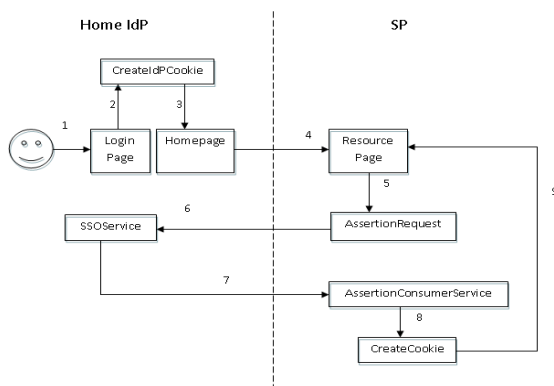 Home IdP
SP
CreateIdPCookie
1
2
3
Login
Page
Homepage
4
Resource
Page
5
9
6
SSOService
AssertionRequest
7
AssertionConsumerService
8
CreateCookie